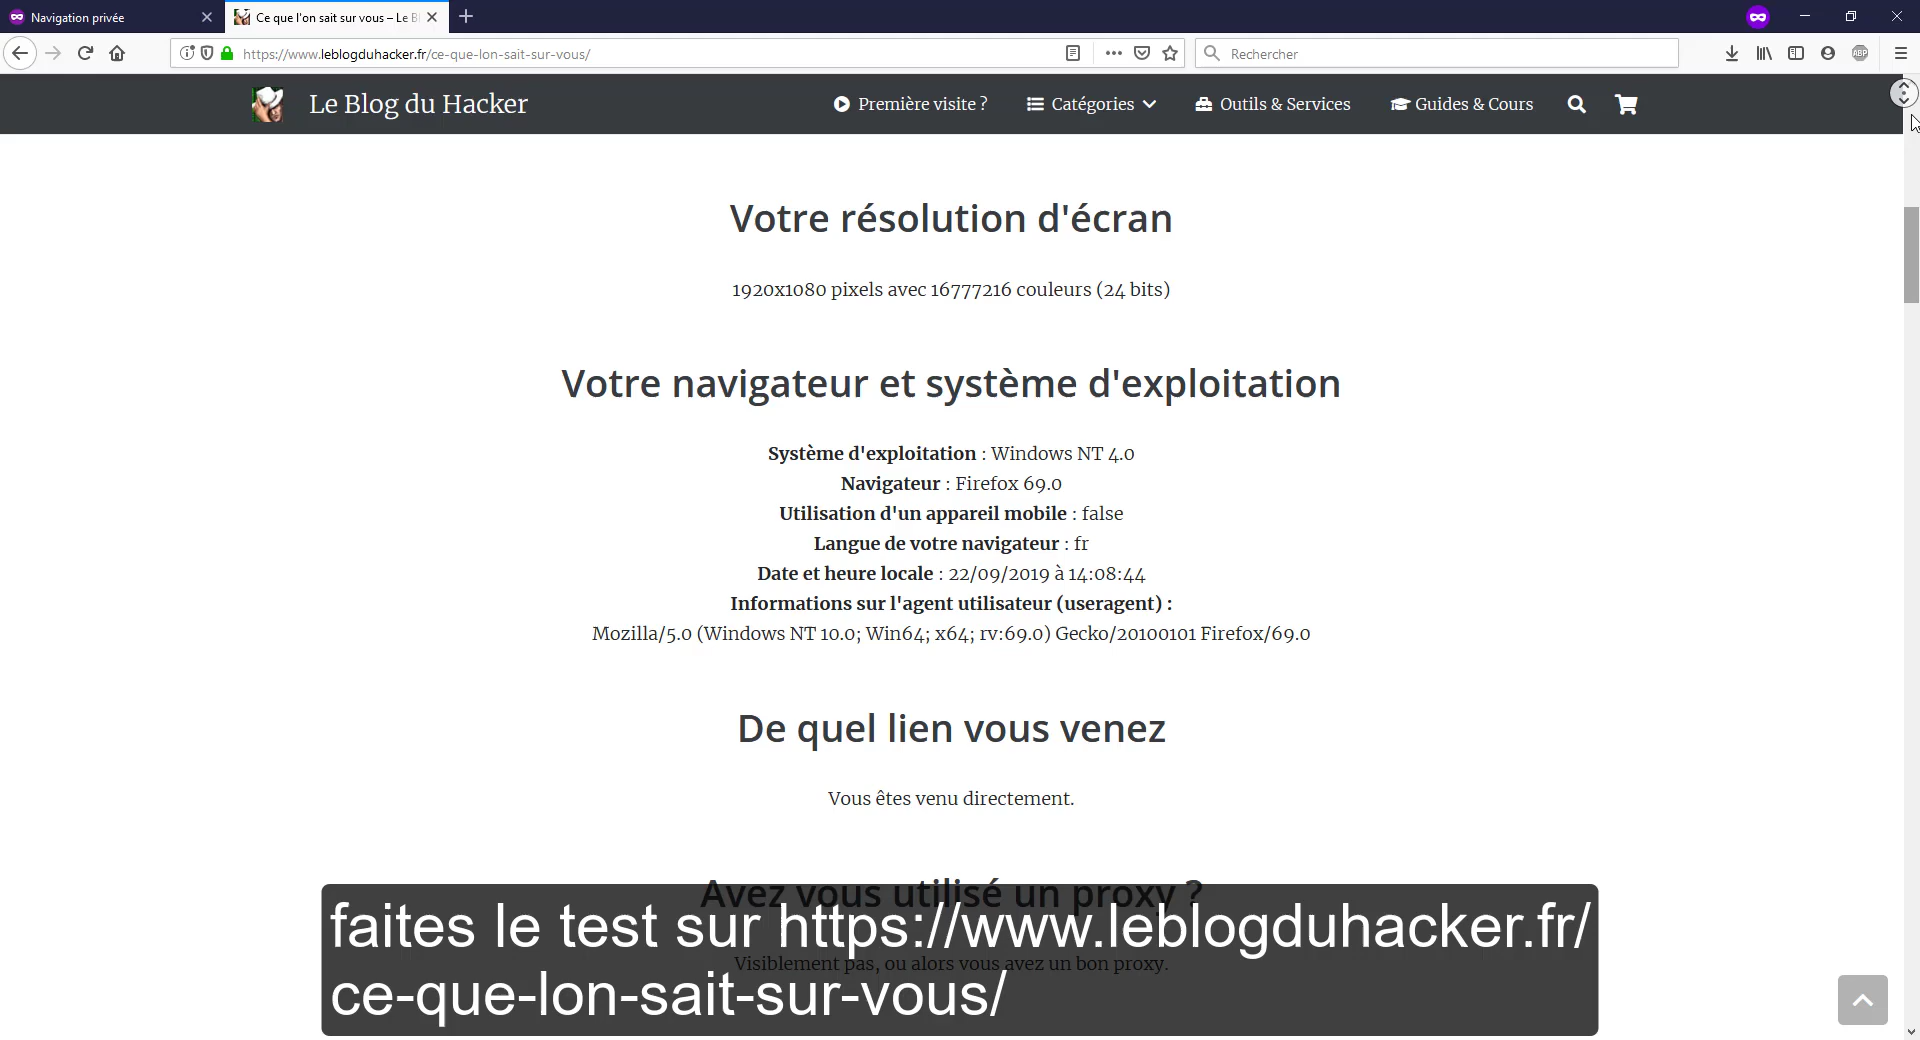 Navigation privée
Ce que l'on sait sur vous – Le B
https://www.leblogduhacker.fr/ce-que-lon-sait-sur-vous/
Rechercher
ABP
Le Blog du Hacker
Première visite ?
Catégories
Outils & Services
Guides & Cours
Votre résolution d'écran
1920x1080 pixels avec 16777216 couleurs (24 bits)
Votre navigateur et système d'exploitation
Système d'exploitation : Windows NT 4.0
Navigateur : Firefox 69.0
Utilisation d'un appareil mobile : false
Langue de votre navigateur : fr
Date et heure locale : 22/09/2019 à 14:08:44
Informations sur l'agent utilisateur (useragent) :
Mozilla/5.0 (Windows NT 10.0; Win64; x64; rv:69.0) Gecko/20100101 Firefox/69.0
De quel lien vous venez
Vous êtes venu directement.
Avez vous utilisé un proxy ?
faites le test sur https://www.leblogduhacker.fr/
Visiblement pas, ou alors vous avez un bon proxy.
ce-que-lon-sait-sur-vous/